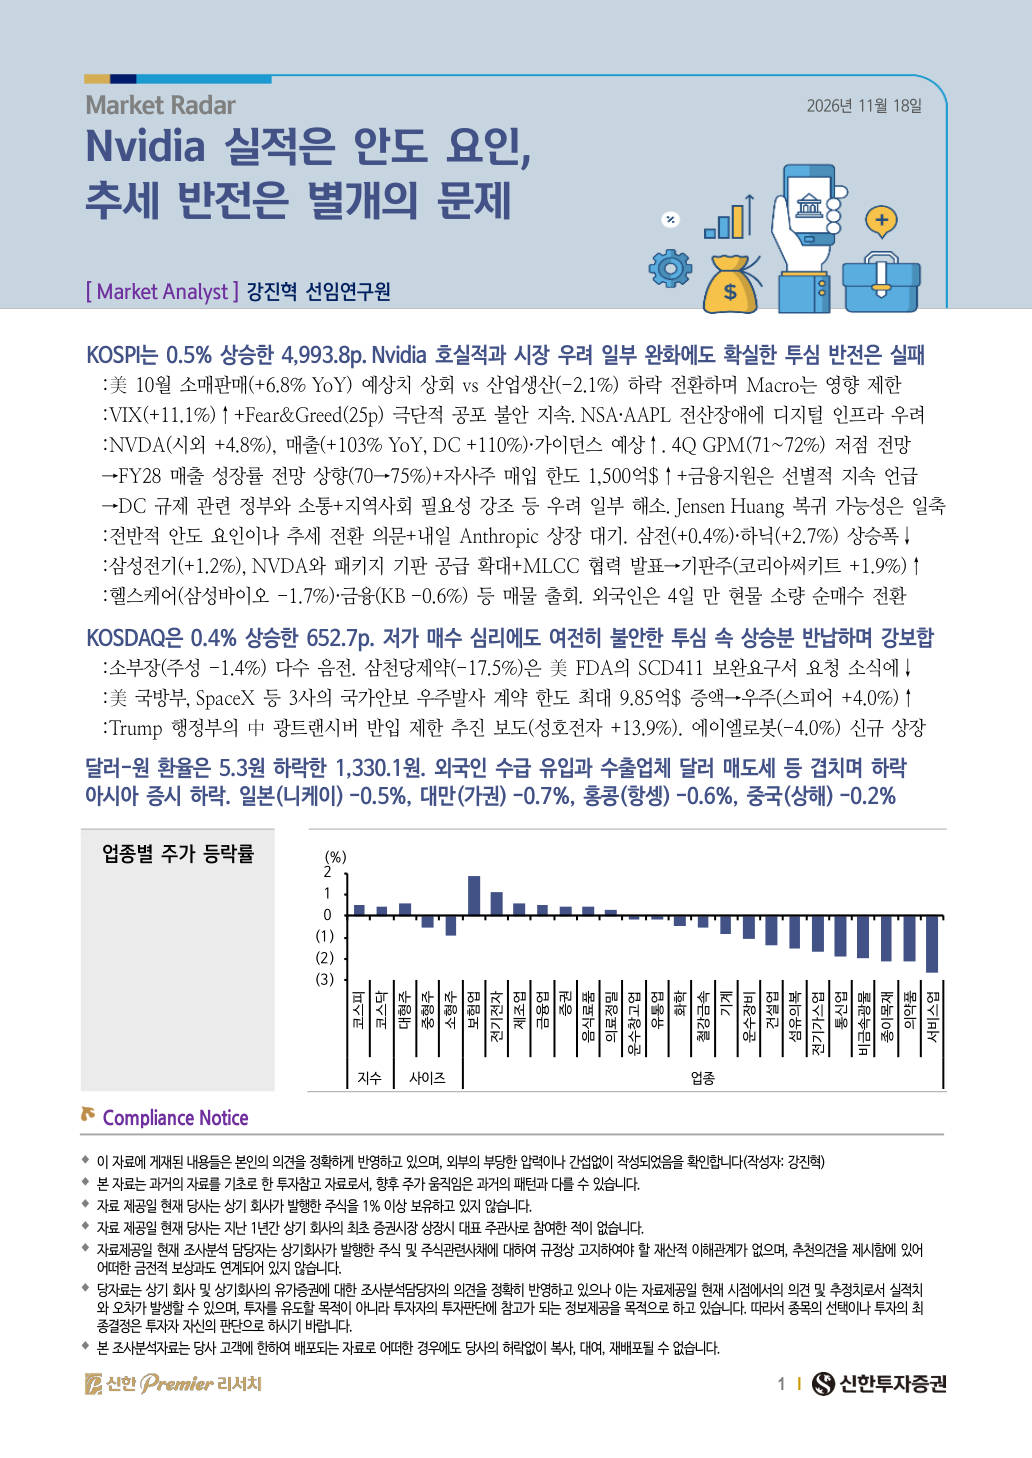 Market Radar
2026년 11월 18일
Nvidia 실적은 안도 요인,
추세 반전은 별개의 문제
[ Market Analyst ] 강진혁 선임연구원
KOSPI는 0.5% 상승한 4,993.8p. Nvidia 호실적과 시장 우려 일부 완화에도 확실한 투심 반전은 실패
:美 10월 소매판매(+6.8% YoY) 예상치 상회 vs 산업생산(-2.1%) 하락 전환하며 Macro는 영향 제한
:VIX(+11.1%)↑+Fear&Greed(25p) 극단적 공포 불안 지속. NSA·AAPL 전산장애에 디지털 인프라 우려
:NVDA(시외 +4.8%), 매출(+103% YoY, DC +110%)·가이던스 예상↑. 4Q GPM(71~72%) 저점 전망
→FY28 매출 성장률 전망 상향(70→75%)+자사주 매입 한도 1,500억$↑+금융지원은 선별적 지속 언급
→DC 규제 관련 정부와 소통+지역사회 필요성 강조 등 우려 일부 해소. Jensen Huang 복귀 가능성은 일축
:전반적 안도 요인이나 추세 전환 의문+내일 Anthropic 상장 대기. 삼전(+0.4%)·하닉(+2.7%) 상승폭↓
:삼성전기(+1.2%), NVDA와 패키지 기판 공급 확대+MLCC 협력 발표→기판주(코리아써키트 +1.9%)↑
:헬스케어(삼성바이오 -1.7%)·금융(KB -0.6%) 등 매물 출회. 외국인은 4일 만 현물 소량 순매수 전환
KOSDAQ은 0.4% 상승한 652.7p. 저가 매수 심리에도 여전히 불안한 투심 속 상승분 반납하며 강보합
:소부장(주성 -1.4%) 다수 음전. 삼천당제약(-17.5%)은 美 FDA의 SCD411 보완요구서 요청 소식에↓
:美 국방부, SpaceX 등 3사의 국가안보 우주발사 계약 한도 최대 9.85억$ 증액→우주(스피어 +4.0%)↑
:Trump 행정부의 中 광트랜시버 반입 제한 추진 보도(성호전자 +13.9%). 에이엘로봇(-4.0%) 신규 상장
달러-원 환율은 5.3원 하락한 1,330.1원. 외국인 수급 유입과 수출업체 달러 매도세 등 겹치며 하락
아시아 증시 하락. 일본(니케이) -0.5%, 대만(가권) -0.7%, 홍콩(항셍) -0.6%, 중국(상해) -0.2%
업종별 주가 등락률
(%)
2
1
0
(1)
(2)
(3)
코스피
코스닥
대형주
중형주
소형주
보험업
전기전자
제조업
금융업
증권
음식료품
의료정밀
운수창고업
유통업
화학
철강금속
기계
운수장비
건설업
섬유의복
전기가스업
통신업
비금속광물
종이목재
의약품
서비스업
지수
사이즈
업종
Compliance Notice
◆ 이 자료에 게재된 내용들은 본인의 의견을 정확하게 반영하고 있으며, 외부의 부당한 압력이나 간섭없이 작성되었음을 확인합니다(작성자: 강진혁)
◆ 본 자료는 과거의 자료를 기초로 한 투자참고 자료로서, 향후 주가 움직임은 과거의 패턴과 다를 수 있습니다.
◆ 자료 제공일 현재 당사는 상기 회사가 발행한 주식을 1% 이상 보유하고 있지 않습니다.
◆ 자료 제공일 현재 당사는 지난 1년간 상기 회사의 최초 증권시장 상장시 대표 주관사로 참여한 적이 없습니다.
◆ 자료제공일 현재 조사분석 담당자는 상기회사가 발행한 주식 및 주식관련사채에 대하여 규정상 고지하여야 할 재산적 이해관계가 없으며, 추천의견을 제시함에 있어
어떠한 금전적 보상과도 연계되어 있지 않습니다.
◆ 당자료는 상기 회사 및 상기회사의 유가증권에 대한 조사분석담당자의 의견을 정확히 반영하고 있으나 이는 자료제공일 현재 시점에서의 의견 및 추정치로서 실적치
와 오차가 발생할 수 있으며, 투자를 유도할 목적이 아니라 투자자의 투자판단에 참고가 되는 정보제공을 목적으로 하고 있습니다. 따라서 종목의 선택이나 투자의 최
종결정은 투자자 자신의 판단으로 하시기 바랍니다.
◆ 본 조사분석자료는 당사 고객에 한하여 배포되는 자료로 어떠한 경우에도 당사의 허락없이 복사, 대여, 재배포될 수 없습니다.
신한 Premier 리서치
1 | 신한투자증권